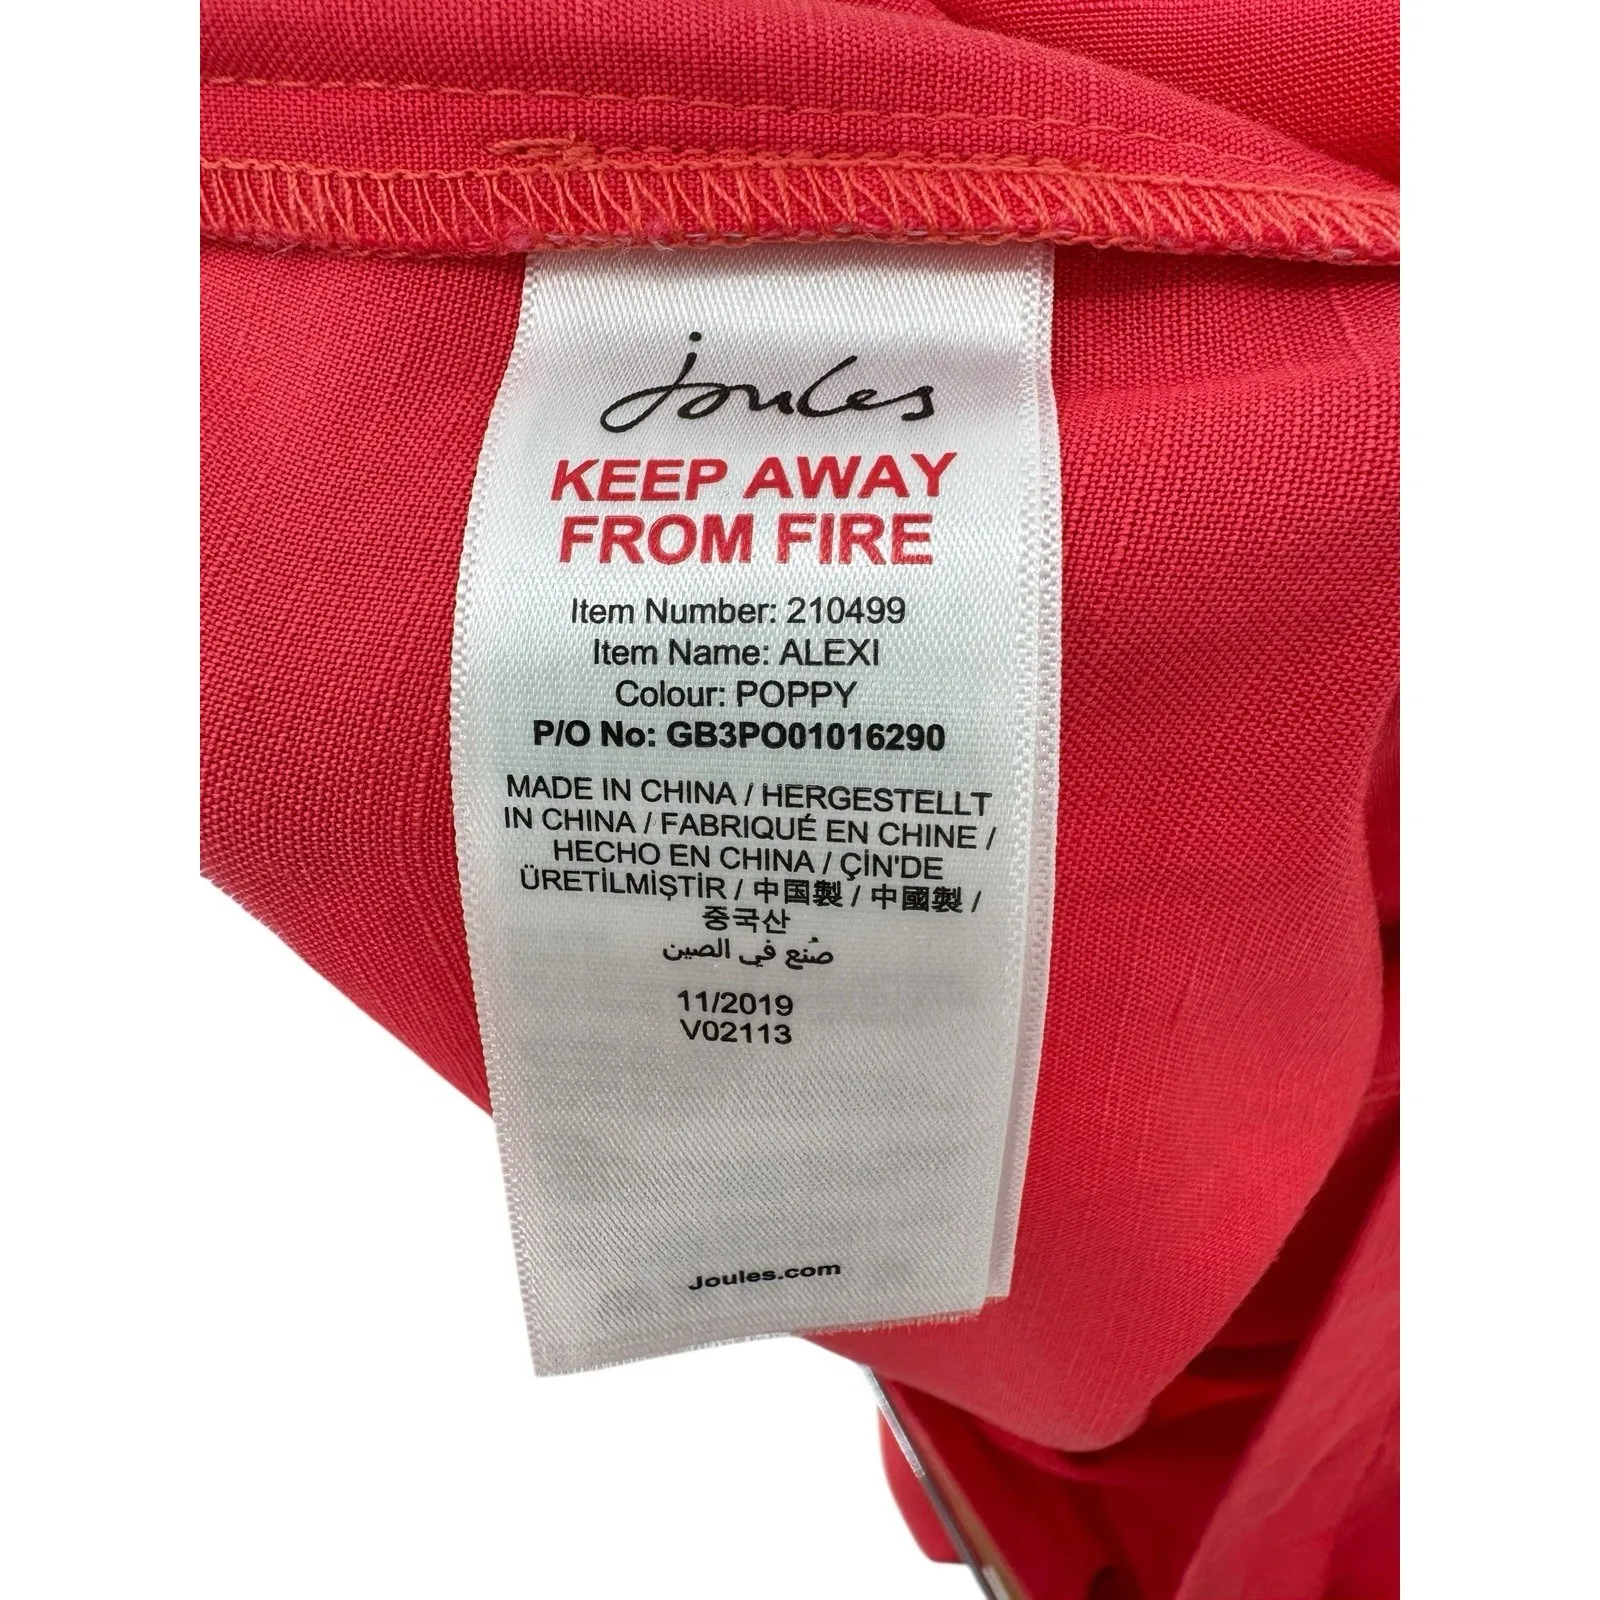 joules
KEEP AWAY
FROM FIRE
Item Number: 210499
Item Name: ALEXI
Colour: POPPY
P/O No: GB3PO01016290
MADE IN CHINA / HERGESTELLT
IN CHINA / FABRIQUÉ EN CHINE /
HECHO EN CHINA / ÇİN'DE
ÜRETİLMİŞTİR / 中国製 / 中國製 /
중국산
صُنع في الصين
11/2019
V02113
Joules.com